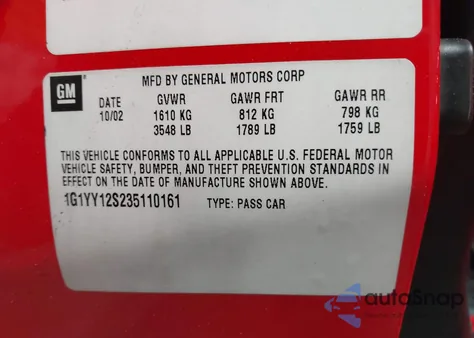 GM
MFD BY GENERAL MOTORS CORP
DATE GVWR GAWR FRT GAWR RR
10/02 1610 KG 812 KG 798 KG
3548 LB 1789 LB 1759 LB
THIS VEHICLE CONFORMS TO ALL APPLICABLE U.S. FEDERAL MOTOR
VEHICLE SAFETY, BUMPER, AND THEFT PREVENTION STANDARDS IN
EFFECT ON THE DATE OF MANUFACTURE SHOWN ABOVE.
1G1YY12S235110161 TYPE: PASS CAR
autoSnap